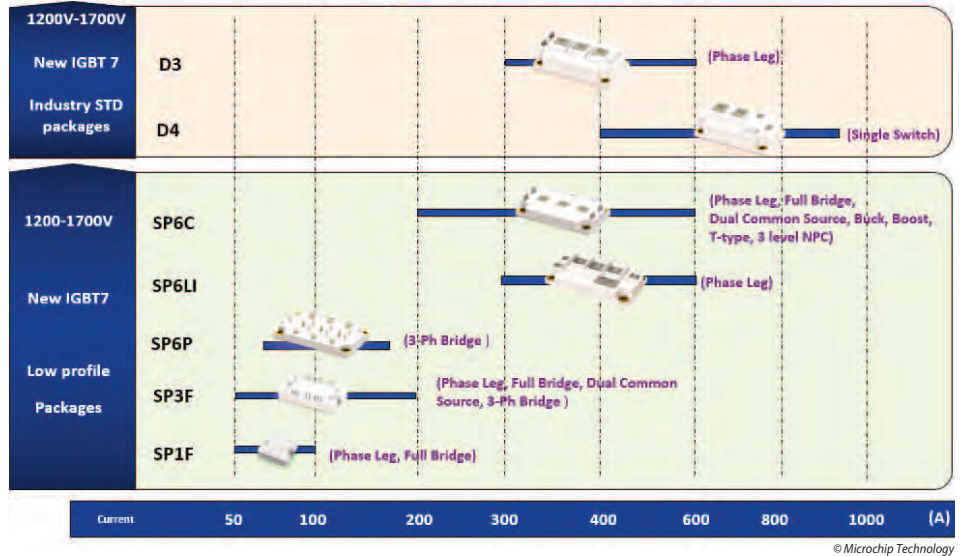 1200V-1700V
New IGBT 7
Industry STD
packages
D3
(Phase Leg)
D4
(Single Switch)
1200-1700V
New IGBT7
Low profile
Packages
SP6C
(Phase Leg, Full Bridge,
Dual Common Source, Buck, Boost,
T-type, 3 level NPC)
SP6LI
(Phase Leg)
SP6P
(3-Ph Bridge )
SP3F
(Phase Leg, Full Bridge, Dual Common
Source, 3-Ph Bridge )
SP1F
(Phase Leg, Full Bridge)
Current 50 100 200 300 400 600 800 1000 (A)
© Microchip Technology